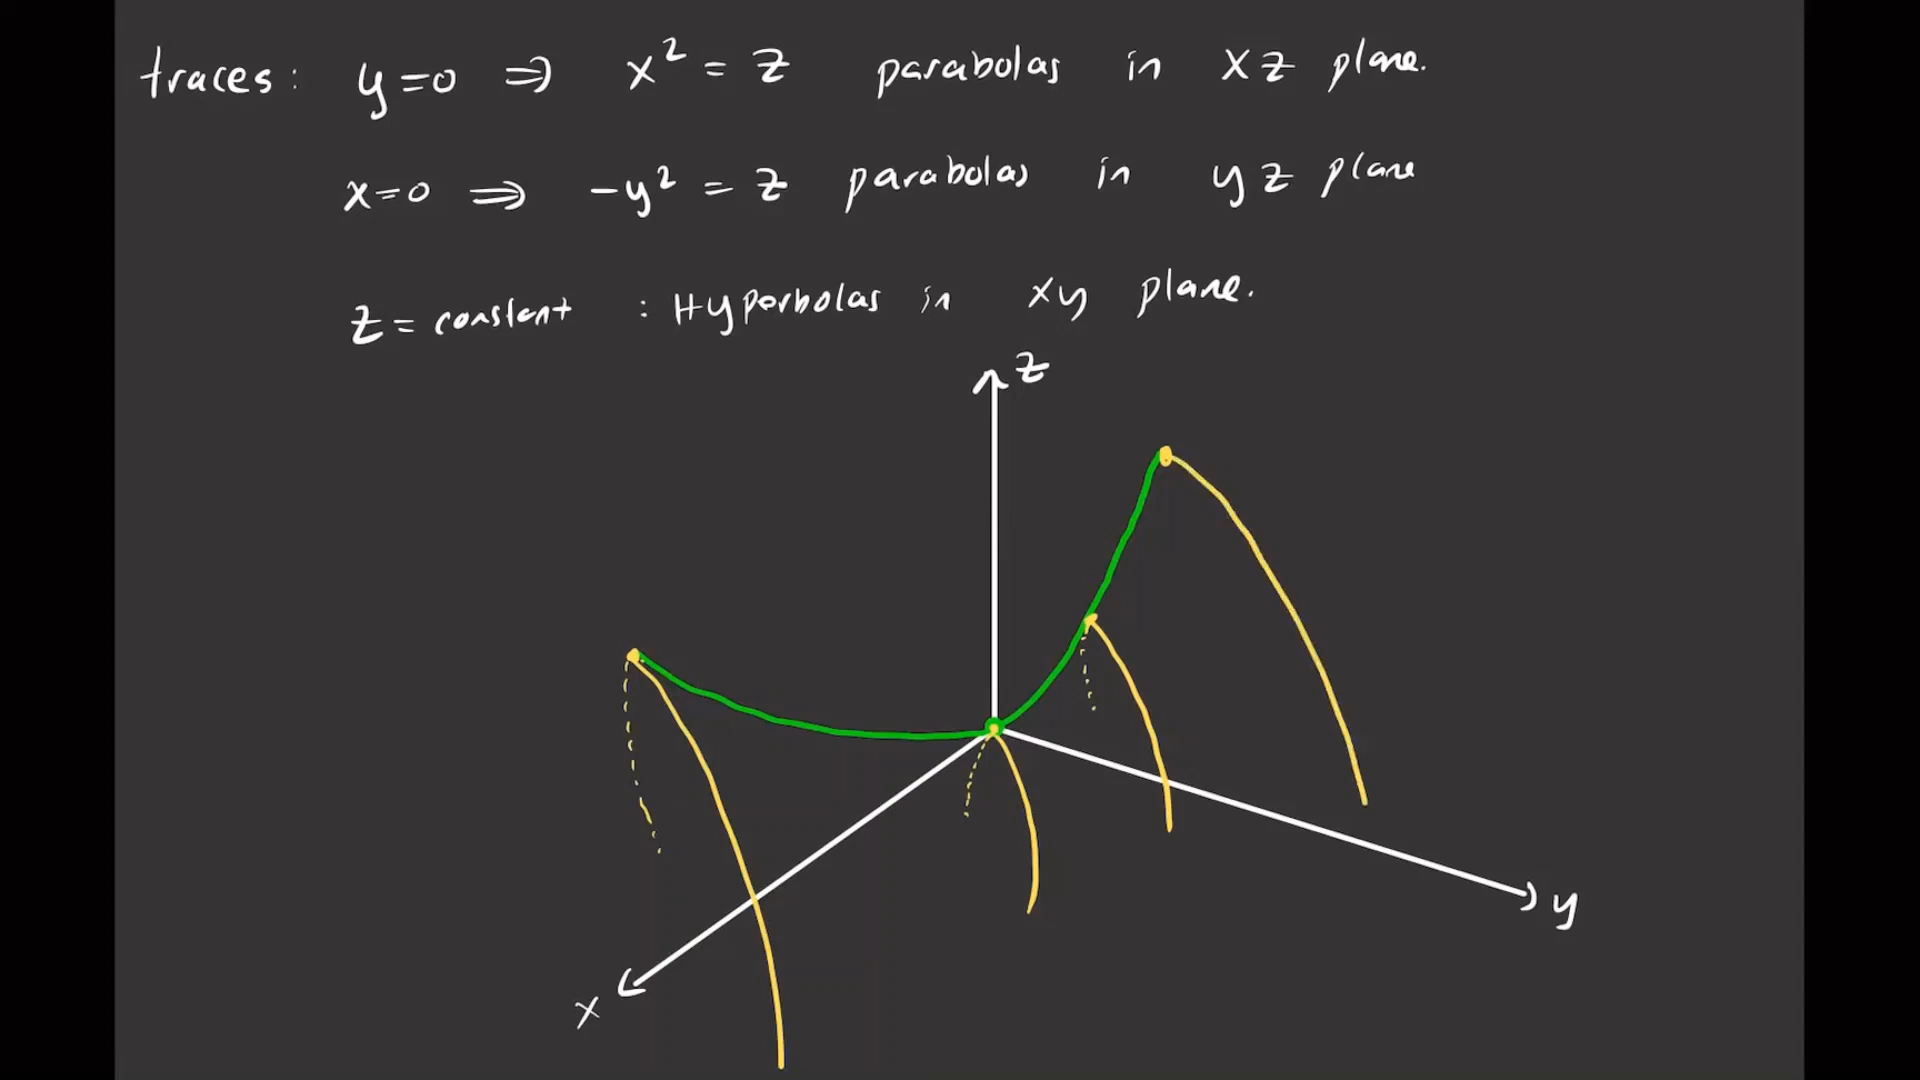 traces: y=0 ⇒ x² = z parabolas in xz plane.
x=0 ⇒ -y² = z parabolas in yz plane
z = constant : Hyperbolas in xy plane.
z
y
x